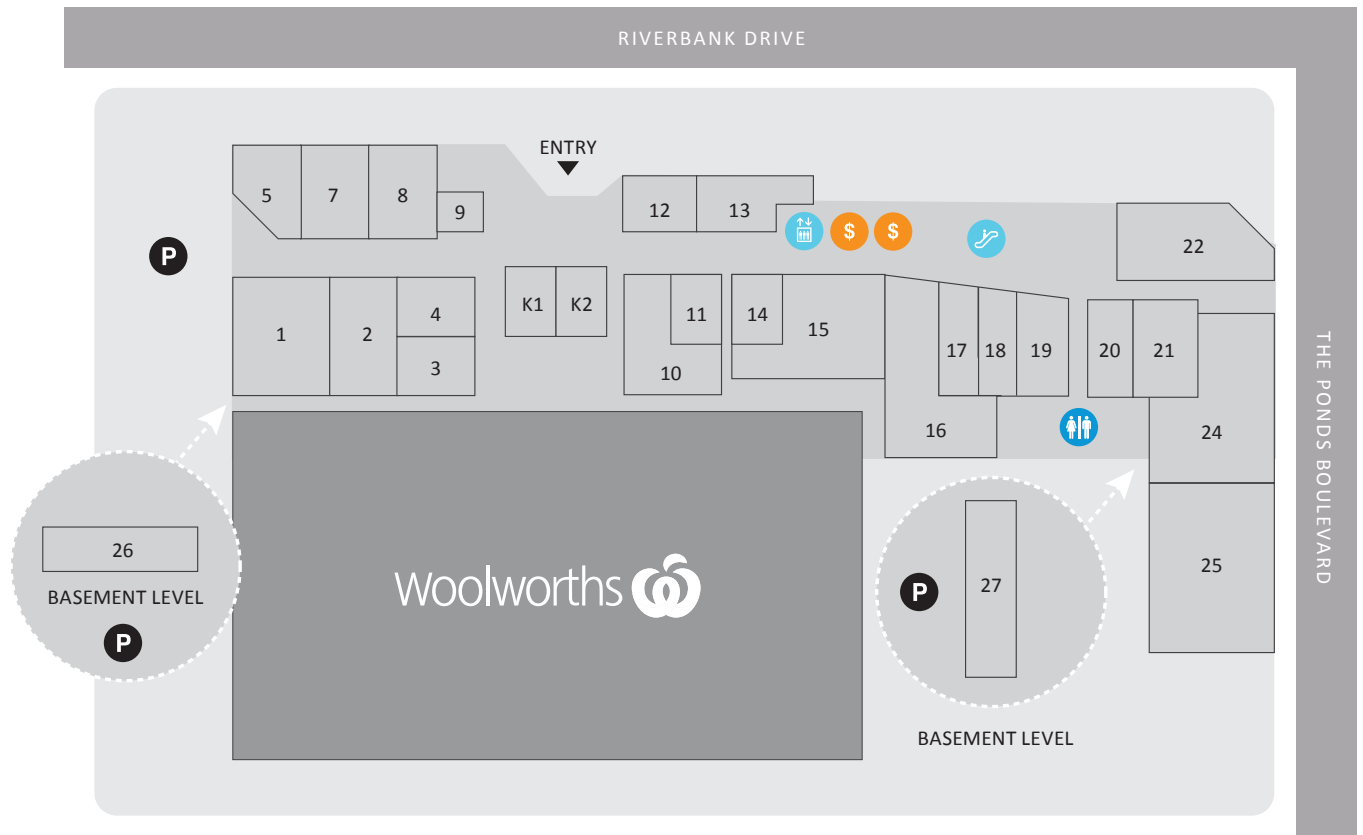 RIVERBANK DRIVE
ENTRY
5
7
8
9
12
13
$
$
22
P
1
2
4
3
K1
K2
11
10
14
15
17
18
19
20
21
16
24
THE PONDS BOULEVARD
26
BASEMENT LEVEL
P
Woolworths
P
27
BASEMENT LEVEL
25